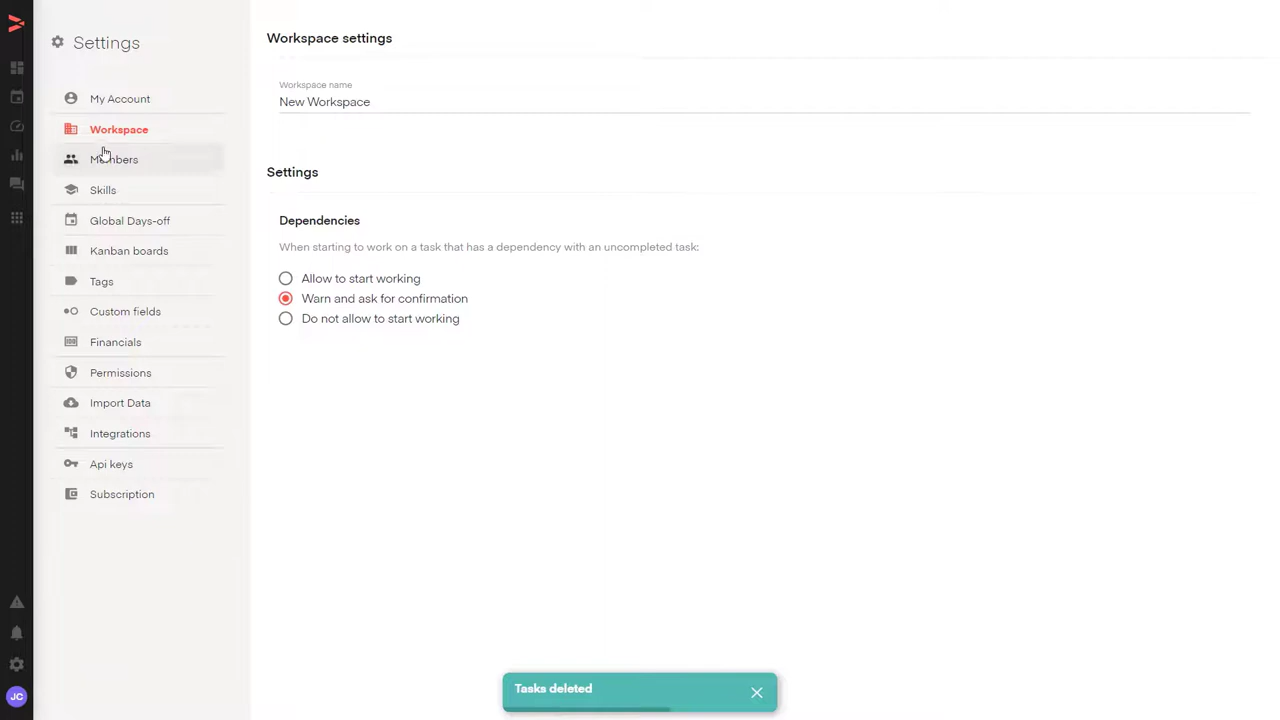 Settings
My Account
Workspace
Members
Skills
Global Days-off
Kanban boards
Tags
Custom fields
Financials
Permissions
Import Data
Integrations
Api keys
Subscription
JC
Workspace settings
Workspace name
New Workspace
Settings
Dependencies
When starting to work on a task that has a dependency with an uncompleted task:
Allow to start working
Warn and ask for confirmation
Do not allow to start working
Tasks deleted